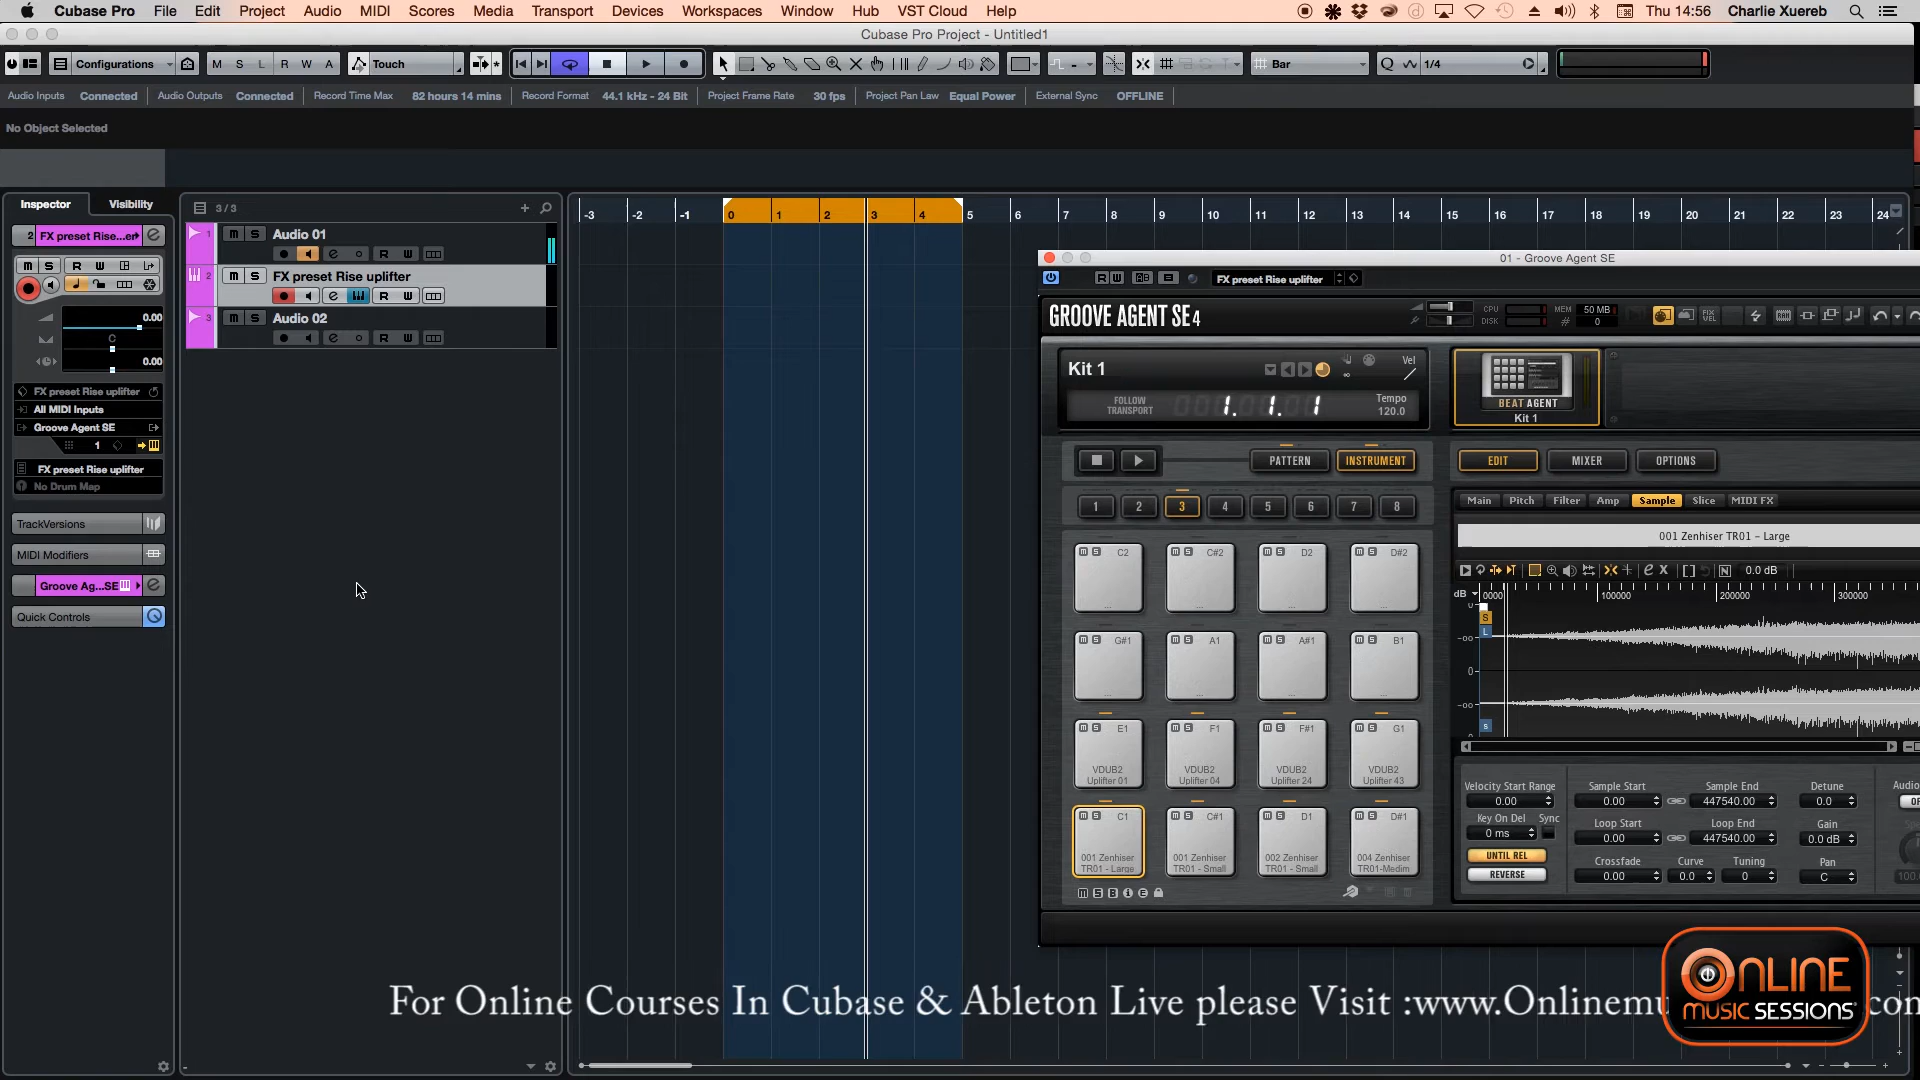 Cubase Pro File Edit Project Audio MIDI Scores Media Transport Devices Workspaces Window Hub VST Cloud Help Thu 14:56 Charlie Xuereb
Cubase Pro Project - Untitled1
Configurations M S L R W A Touch Bar Q 1/4
Audio Inputs Connected Audio Outputs Connected Record Time Max 82 hours 14 mins Record Format 44.1 kHz - 24 Bit Project Frame Rate 30 fps Project Pan Law Equal Power External Sync OFFLINE
No Object Selected
Inspector Visibility 3/3
-3 -2 -1 0 1 2 3 4 5 6 7 8 9 10 11 12 13 14 15 16 17 18 19 20 21 22 23 24
2 FX preset Rise...er
M S R W
0.00
C
0.00
FX preset Rise uplifter
All MIDI Inputs
Groove Agent SE
1
FX preset Rise uplifter
No Drum Map
TrackVersions
MIDI Modifiers
Groove Ag...SE
Quick Controls
1 m S Audio 01
R W
2 m S FX preset Rise uplifter
R W
3 m S Audio 02
R W
01 - Groove Agent SE
R W FX preset Rise uplifter
GROOVE AGENT SE4
CPU MEM 50 MB
DISK # 0
FIX VEL
Kit 1 Vel
FOLLOW TRANSPORT 1. 1. 1 Tempo 120.0
BEAT AGENT
Kit 1
PATTERN INSTRUMENT EDIT MIXER OPTIONS
1 2 3 4 5 6 7 8
Main Pitch Filter Amp Sample Slice MIDI FX
001 Zenhiser TR01 - Large
0.0 dB
dB 0000 100000 200000 300000
C2 C#2 D2 D#2
G#1 A1 A#1 B1
E1 F1 F#1 G1
VDUB2 Uplifter 01
VDUB2 Uplifter 04
VDUB2 Uplifter 24
VDUB2 Uplifter 43
C1 C#1 D1 D#1
001 Zenhiser TR01 - Large
001 Zenhiser TR01 - Small
002 Zenhiser TR01 - Small
004 Zenhiser TR01-Medim
Velocity Start Range Sample Start Sample End Detune Audio
0.00 0.00 447540.00 0.0
Key On Del Sync Loop Start Loop End Gain
0 ms 0.00 447540.00 0.0 dB
UNTIL REL Crossfade Curve Tuning Pan
REVERSE 0.00 0.0 0 C
For Online Courses In Cubase & Ableton Live please Visit :www.Onlinemu
ONLINE
MUSIC SESSIONS